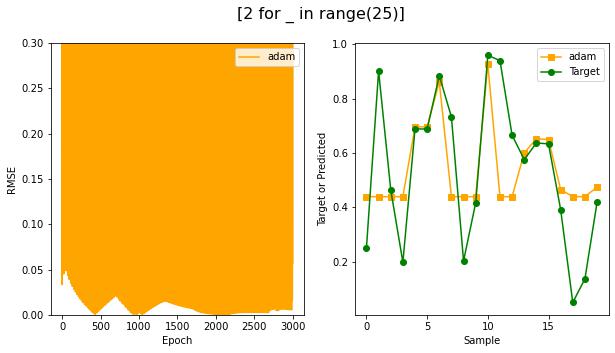 [2 for _ in range(25)]
0.30
0.25
0.20
0.15
0.10
0.05
0.00
RMSE
0 500 1000 1500 2000 2500 3000
Epoch
adam
1.0
0.8
0.6
0.4
0.2
Target or Predicted
0 5 10 15
Sample
adam
Target